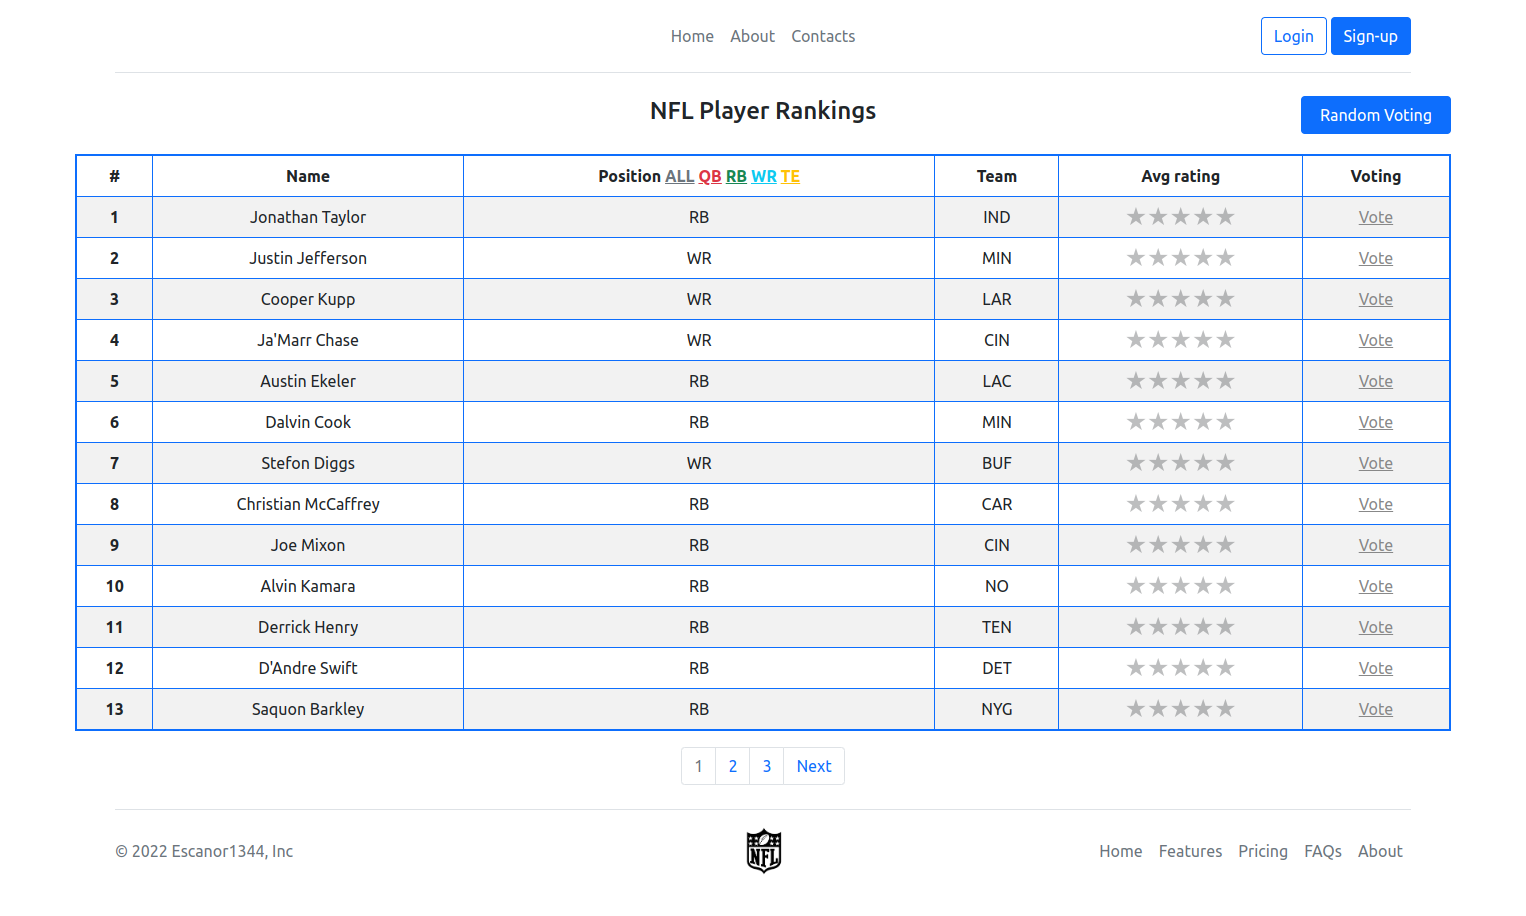 Home About Contacts Login Sign-up
NFL Player Rankings
Random Voting
# Name Position ALL QB RB WR TE Team Avg rating Voting
1 Jonathan Taylor RB IND ★★★★★ Vote
2 Justin Jefferson WR MIN ★★★★★ Vote
3 Cooper Kupp WR LAR ★★★★★ Vote
4 Ja'Marr Chase WR CIN ★★★★★ Vote
5 Austin Ekeler RB LAC ★★★★★ Vote
6 Dalvin Cook RB MIN ★★★★★ Vote
7 Stefon Diggs WR BUF ★★★★★ Vote
8 Christian McCaffrey RB CAR ★★★★★ Vote
9 Joe Mixon RB CIN ★★★★★ Vote
10 Alvin Kamara RB NO ★★★★★ Vote
11 Derrick Henry RB TEN ★★★★★ Vote
12 D'Andre Swift RB DET ★★★★★ Vote
13 Saquon Barkley RB NYG ★★★★★ Vote
1 2 3 Next
© 2022 Escanor1344, Inc NFL Home Features Pricing FAQs About